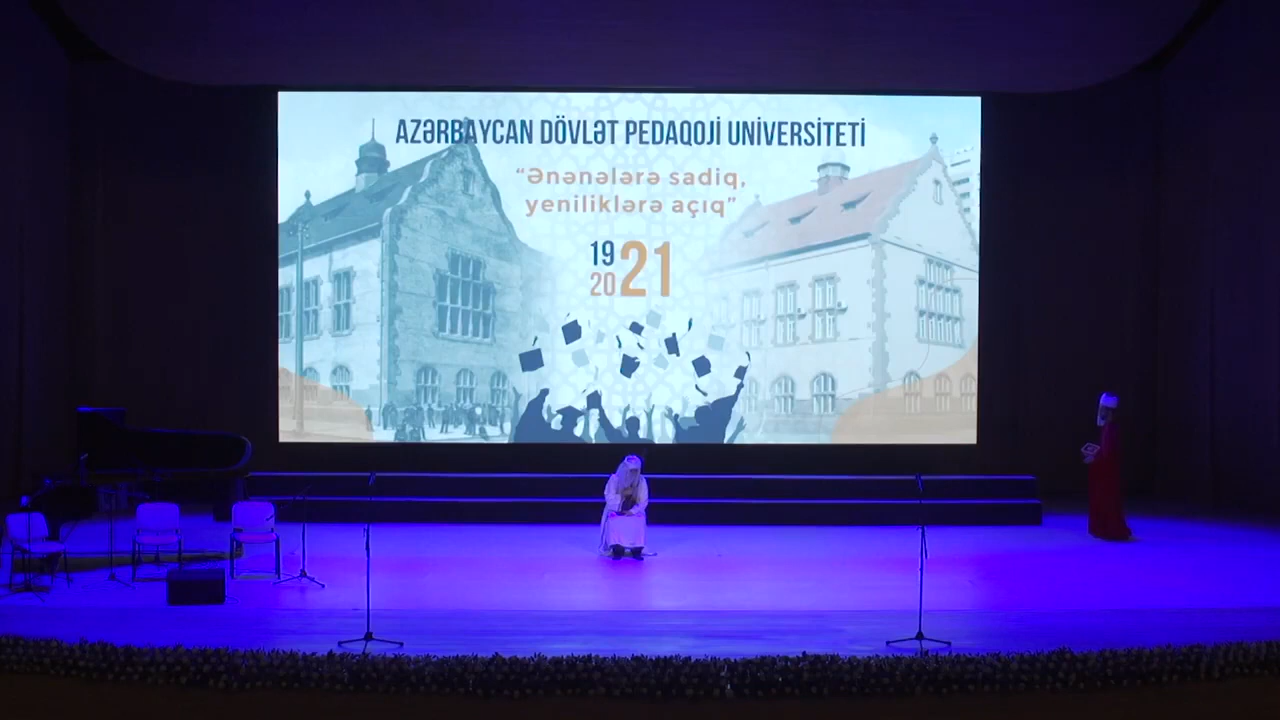 AZƏRBAYCAN DÖVLƏT PEDAQOJİ UNİVERSİTETİ
“Ənənələrə sadiq,
yeniliklərə açıq”
19
20 21